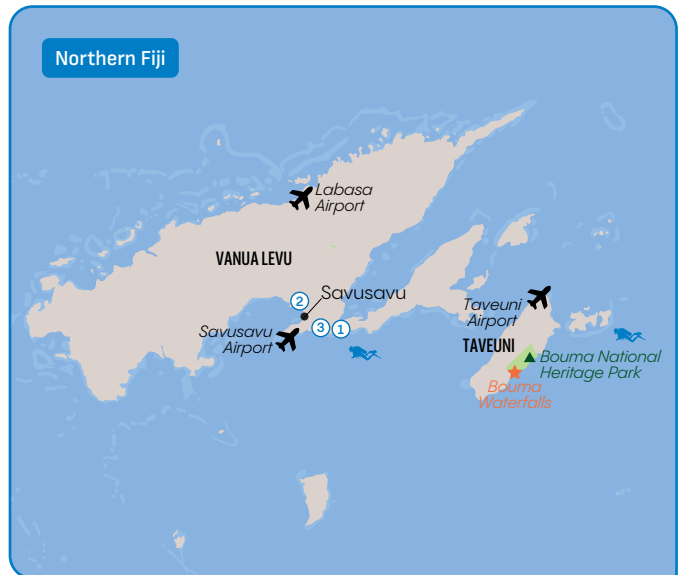 Northern Fiji
Labasa
Airport
VANUA LEVU
2
Savusavu
Savusavu
Airport
3
1
Taveuni
Airport
TAVEUNI
Bouma National
Heritage Park
Bouma
Waterfalls